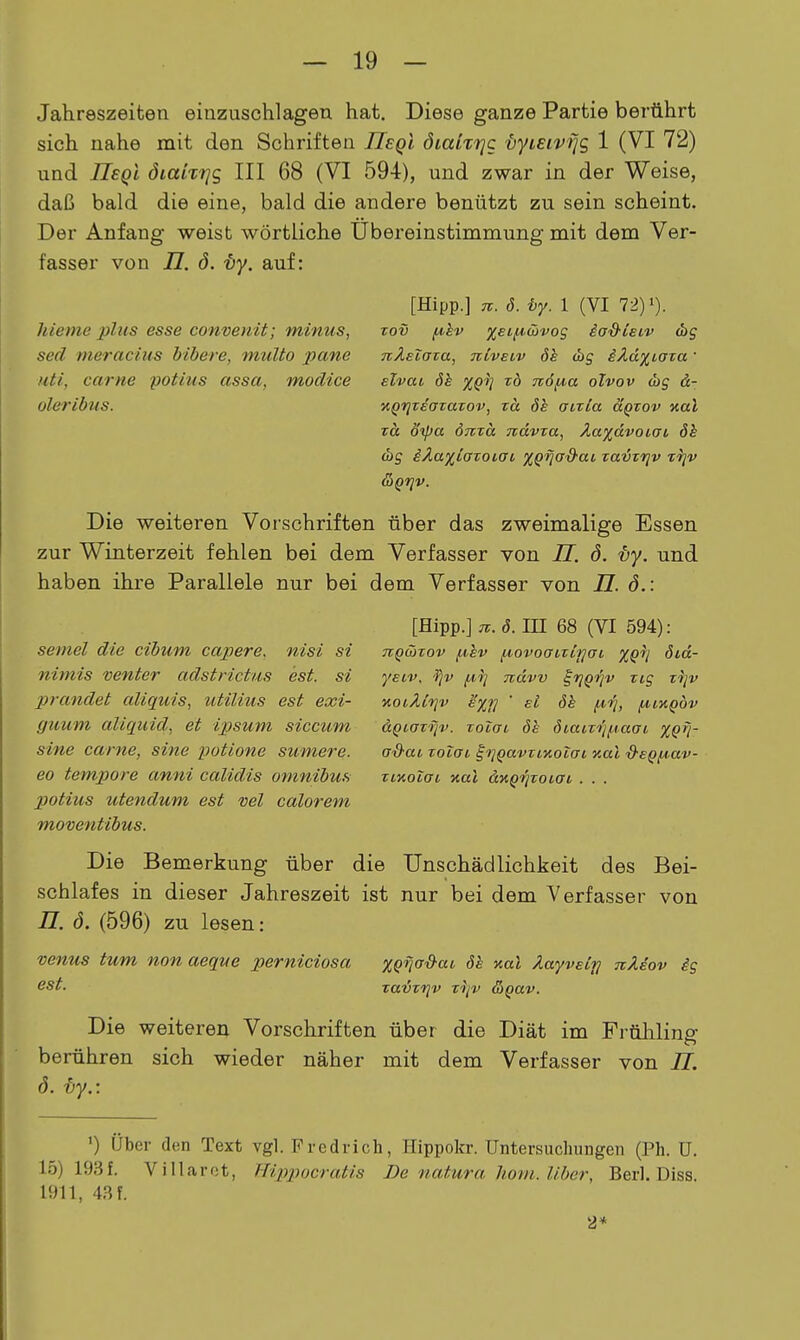 — 19 —
Jahreszeiten einzuschlagen hat. Diese ganze Partie berührt
sich nahe mit den Schriften Περὶ διαίτης ὑγιεινῆς 1 (VI 72)
und Περὶ διαίτης III 68 (VI 594), und zwar in der Weise,
daß bald die eine, bald die andere benützt zu sein scheint.
Der Anfang weist wörtliche Übereinstimmung mit dem Ver-
fasser von Π. δ. ὑγ. auf:
[Hipp.] π. δ. ὑγ. 1 (VI 72)¹).
hieme plus esse convenit; minus, τοῦ μὲν χειμῶνος ἐσθίειν ὡς
sed meracius bibere, multo pane πλεῖστα, πίνειν δὲ ὡς ἐλάχιστα ·
uti, carne potius assa, modice εἶναι δὲ χρὴ τὸ πόμα οἶνον ὡς ἀ-
oleribus. κρητέστατον, τὰ δὲ σιτία ἄρτον καὶ
τὰ ὄψα ὀπτὰ πάντα, λαχάνοισι δὲ
ὡς ἐλαχίστοισι χρῆσθαι ταύτην τὴν
ὥρην.
Die weiteren Vorschriften über das zweimalige Essen
zur Winterzeit fehlen bei dem Verfasser von Π. δ. ὑγ. und
haben ihre Parallele nur bei dem Verfasser von Π. δ.:
[Hipp.] π. δ. III 68 (VI 594):
semel die cibum capere, nisi si πρῶτον μὲν μονοσιτίῃσι χρὴ διά-
nimis venter adstrictus est. si γειν, ἢν μὴ πάνυ ξηρήν τις τὴν
prandet aliquis, utilius est exi- κοιλίην ἔχῃ · εἰ δὲ μή, μικρὸν
guum aliquid, et ipsum siccum ἀριστῆν. τοῖσι δὲ διαιτήμασι χρῆ-
sine carne, sine potione sumere. σθαι τοῖσι ξηραντικοῖσι καὶ θερμαν-
eo tempore anni calidis omnibus τικοῖσι καὶ ἀκρήτοισι . . .
potius utendum est vel calorem
moventibus.
Die Bemerkung über die Unschädlichkeit des Bei-
schlafes in dieser Jahreszeit ist nur bei dem Verfasser von
Π. δ. (596) zu lesen:
venus tum non aeque perniciosa χρῆσθαι δὲ καὶ λαγνείῃ πλέον ἐς
est. ταύτην τὴν ὥραν.
Die weiteren Vorschriften über die Diät im Frühling
berühren sich wieder näher mit dem Verfasser von Π.
δ. ὑγ.:
¹) Über den Text vgl. Fredrich, Hippokr. Untersuchungen (Ph. U.
15) 193 f. Villaret, Hippocratis De natura hom. liber, Berl. Diss.
1911, 43 f.
2*